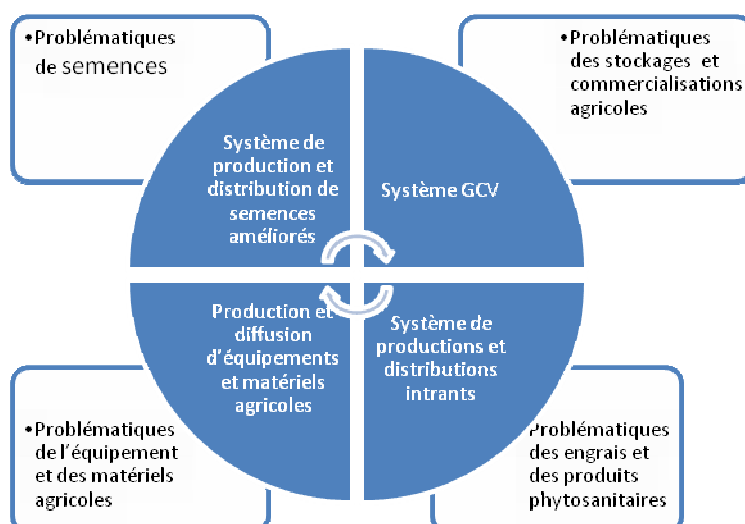 •Problématiques
de semences
•Problématiques
des stockages et
commercialisations
agricoles
Système de
production et
distribution de
semences
améliorés
Système GCV
Production et
diffusion
d'équipements
et matériels
agricoles
Système de
productions et
distributions
intrants
•Problématiques
de l'équipement
et des matériels
agricoles
Problématiques
des engrais et
des produits
phytosanitaires